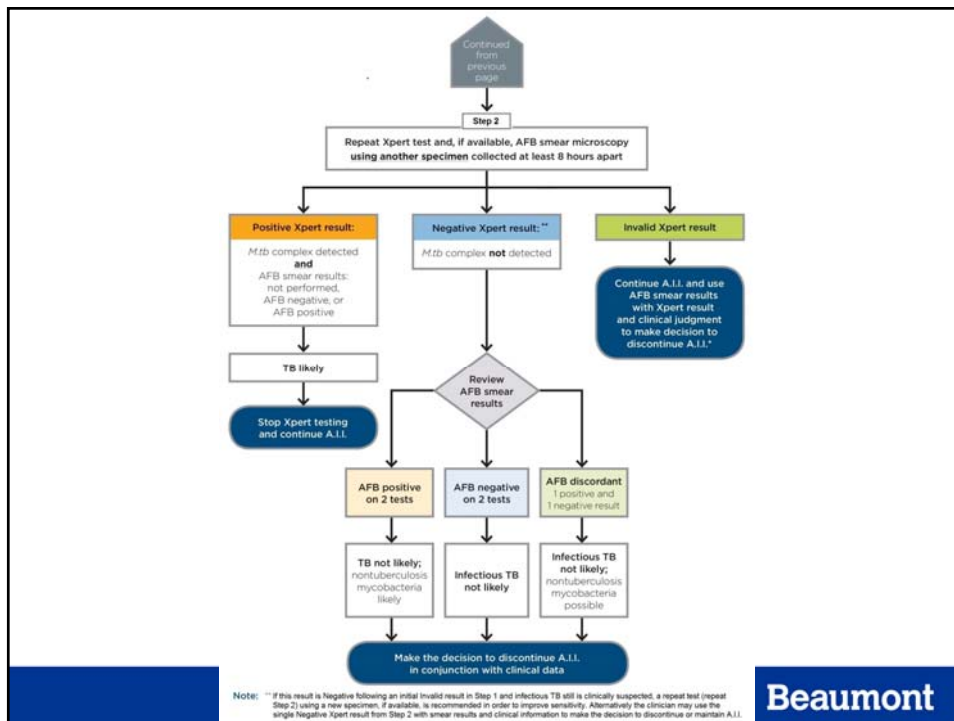 Continued
from
previous
page
Step 2
Repeat Xpert test and, if available, AFB smear microscopy
using another specimen collected at least 8 hours apart
Positive Xpert result:
M.tb complex detected
and
AFB smear results:
not performed,
AFB negative, or
AFB positive
TB likely
Stop Xpert testing
and continue A.I.I.
Negative Xpert result: **
M.tb complex not detected
Invalid Xpert result
Continue A.I.I. and use
AFB smear results
with Xpert result
and clinical judgment
to make decision to
discontinue A.I.I.*
Review
AFB smear
results
AFB positive
on 2 tests
AFB negative
on 2 tests
AFB discordant
1 positive and
1 negative result
TB not likely;
nontuberculosis
mycobacteria
likely
Infectious TB
not likely
Infectious TB
not likely;
nontuberculosis
mycobacteria
possible
Make the decision to discontinue A.I.I.
in conjunction with clinical data
Note: ** If this result is Negative following an initial Invalid result in Step 1 and infectious TB still is clinically suspected, a repeat test (repeat
Step 2) using a new specimen, if available, is recommended in order to improve sensitivity. Alternatively the clinician may use the
single Negative Xpert result from Step 2 with smear results and clinical information to make the decision to discontinue or maintain A.I.I.
Beaumont